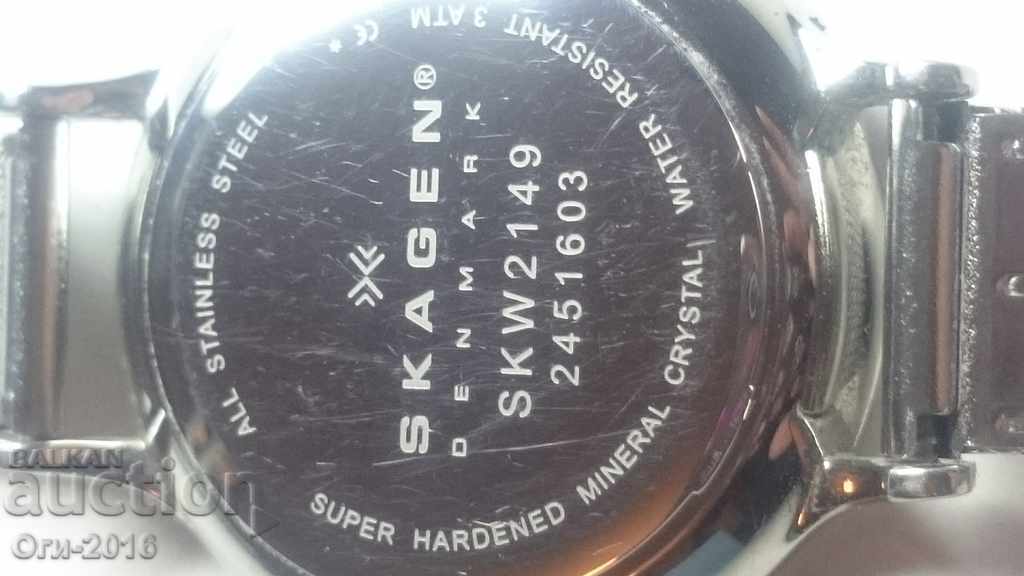 SKAGEN®
DENMARK
SKW2149
2451603
ALL STAINLESS STEEL
SUPER HARDENED MINERAL CRYSTAL
WATER RESISTANT 3 ATM
CE *
BALKAN
auction
Оги-2016